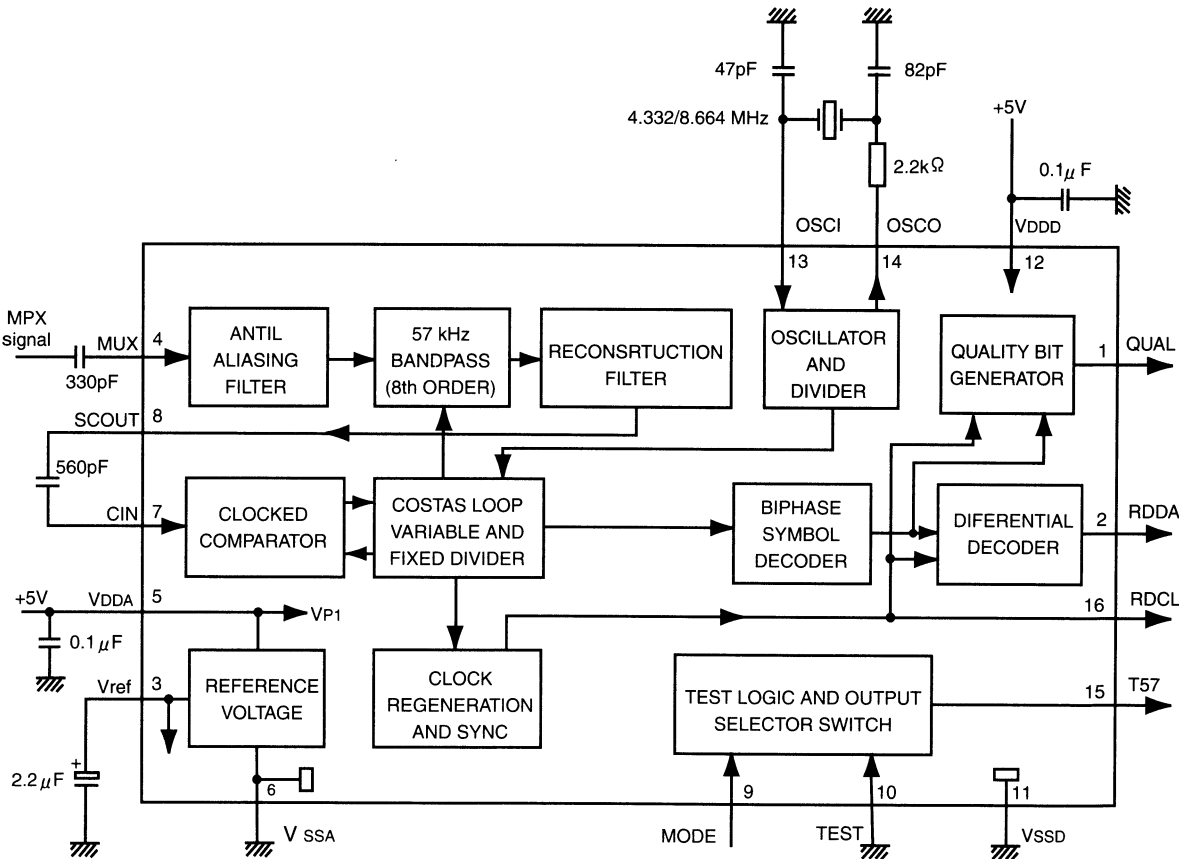 47pF
82pF
4.332/8.664 MHz
2.2kΩ
+5V
0.1μF
OSCI
OSCO
VDDD
13
14
12
MPX
signal
MUX
4
330pF
ANTIL
ALIASING
FILTER
57 kHz
BANDPASS
(8th ORDER)
RECONSRTUCTION
FILTER
OSCILLATOR
AND
DIVIDER
QUALITY BIT
GENERATOR
1
QUAL
SCOUT
8
560pF
CIN
7
CLOCKED
COMPARATOR
COSTAS LOOP
VARIABLE AND
FIXED DIVIDER
BIPHASE
SYMBOL
DECODER
DIFERENTIAL
DECODER
2
RDDA
+5V
VDDA
5
VP1
0.1μF
16
RDCL
Vref
3
REFERENCE
VOLTAGE
CLOCK
REGENERATION
AND SYNC
TEST LOGIC AND OUTPUT
SELECTOR SWITCH
15
T57
+
2.2μF
6
V SSA
9
MODE
10
TEST
11
VSSD